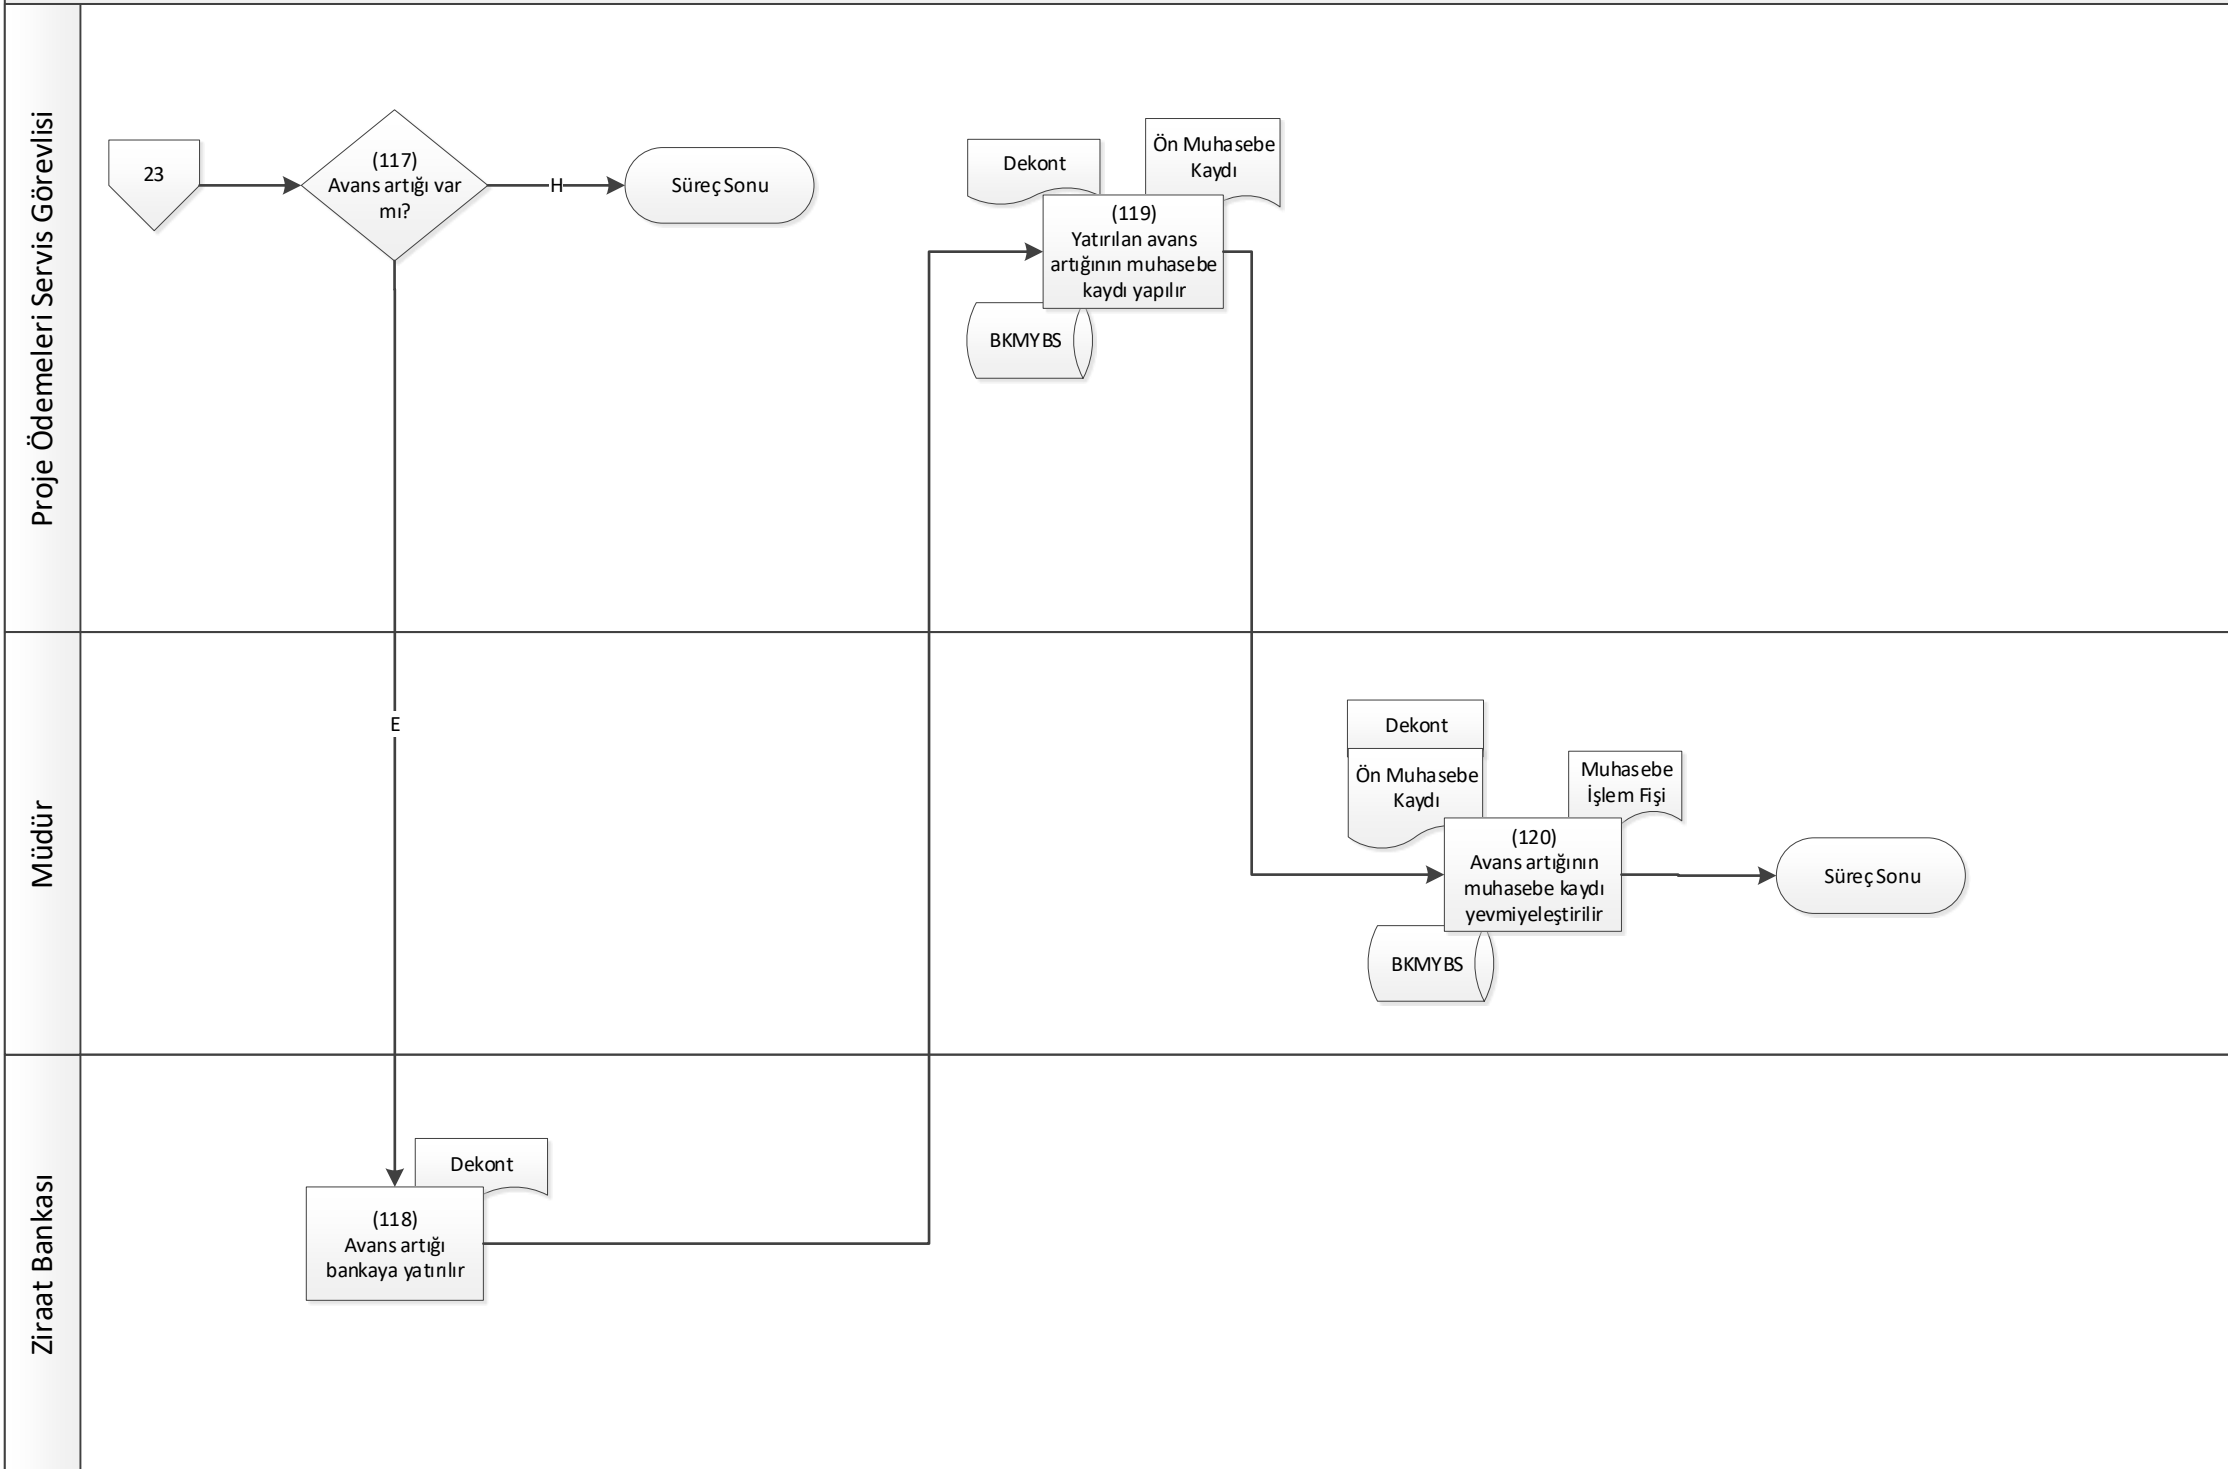 Proje Ödemeleri Servis Görevlisi
23
(117)
Avans artığı var
mı?
H
Süreç Sonu
Dekont
Ön Muhasebe
Kaydı
(119)
Yatırılan avans
artığının muhasebe
kaydı yapılır
BKMYBS
Müdür
E
Dekont
Ön Muhasebe
Kaydı
Muhasebe
İşlem Fişi
(120)
Avans artığının
muhasebe kaydı
yevmiyeleştirilir
Süreç Sonu
BKMYBS
Ziraat Bankası
Dekont
(118)
Avans artığı
bankaya yatırılır